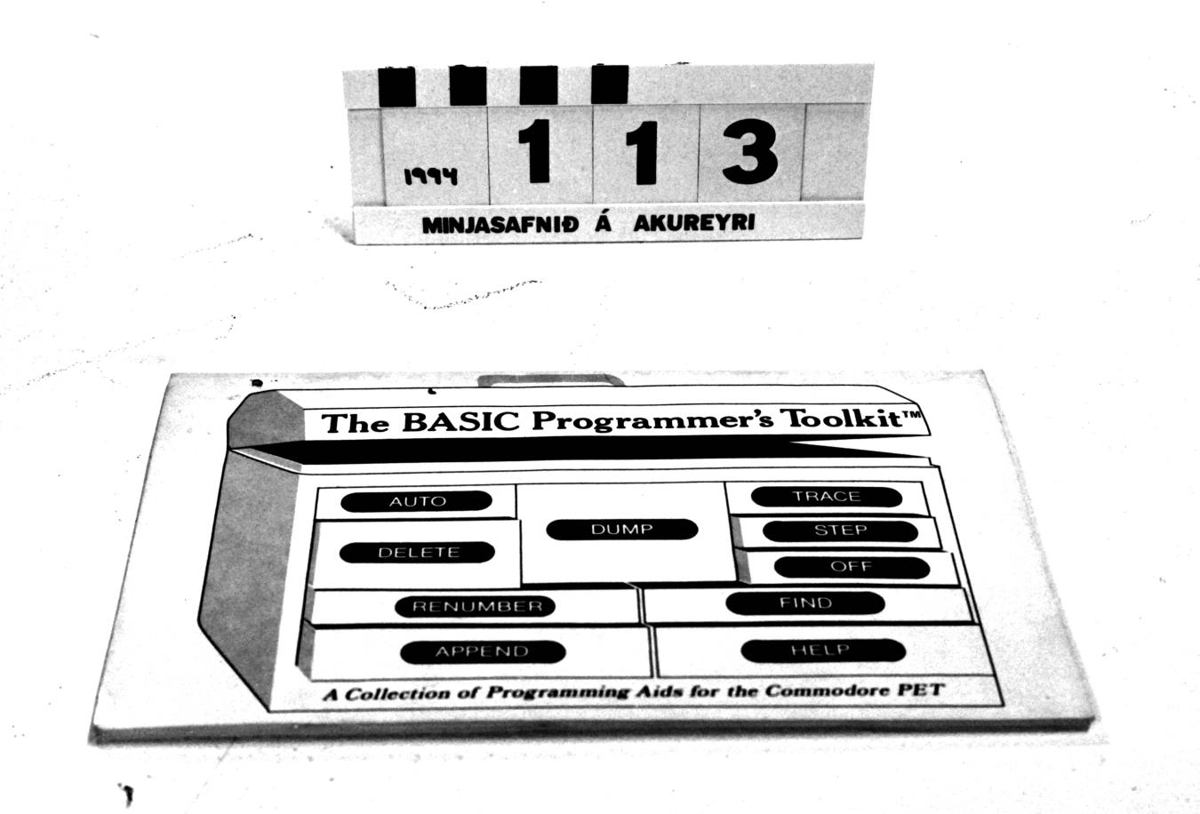 1994 1 1 3
MINJASAFNIÐ Á AKUREYRI
The BASIC Programmer's Toolkit™
AUTO
DUMP
TRACE
DELETE
STEP
OFF
RENUMBER
FIND
APPEND
HELP
A Collection of Programming Aids for the Commodore PET